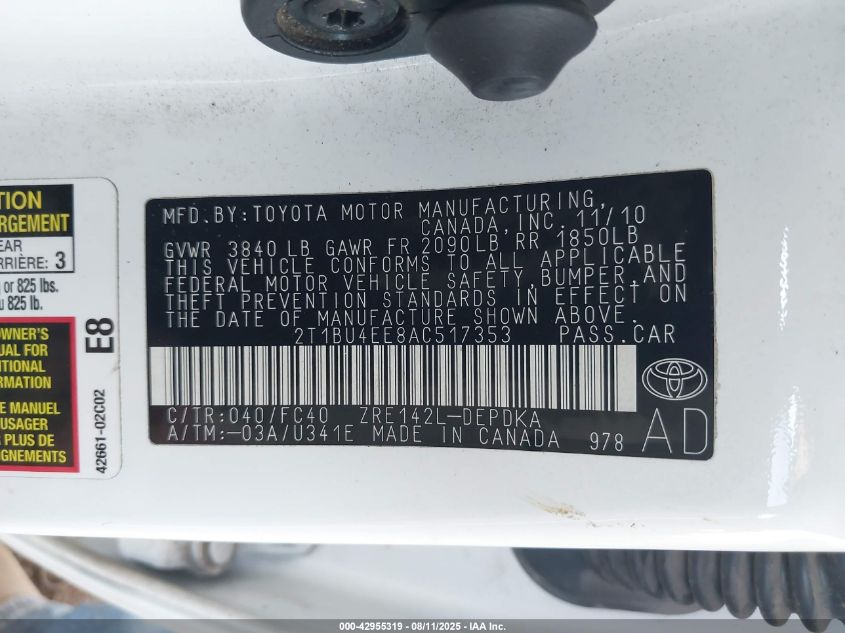 TION
RGEMENT
EAR
RRIÈRE: 3
or 825 lbs.
u 825 lb.
OWNER'S
UAL FOR
ITIONAL
RMATION
E MANUEL
USAGER
R PLUS DE
IGNEMENTS
E8
42661-02C02
MFD. BY: TOYOTA MOTOR MANUFACTURING,
CANADA, INC. 11/10
GVWR 3840 LB GAWR FR 2090LB RR 1850LB
THIS VEHICLE CONFORMS TO ALL APPLICABLE
FEDERAL MOTOR VEHICLE SAFETY, BUMPER, AND
THEFT PREVENTION STANDARDS IN EFFECT ON
THE DATE OF MANUFACTURE SHOWN ABOVE.
2T1BU4EE8AC517353 PASS.CAR
C/TR: 040/FC40 ZRE142L-DEPDKA
A/TM: -03A/U341E MADE IN CANADA 978
AD
000-42955319 - 08/11/2025 - IAA Inc.